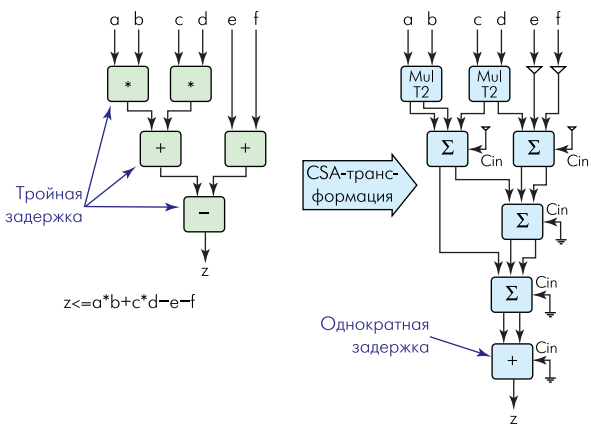 a b c d e f
* *
+ +
−
z
Тройная
задержка
z<=a*b+c*d−e−f
CSA-транс-
формация
a b c d e f
Mul
T2
Mul
T2
Σ Cin Σ Cin
Σ Cin
Σ Cin
Однократная
задержка
+ Cin
z